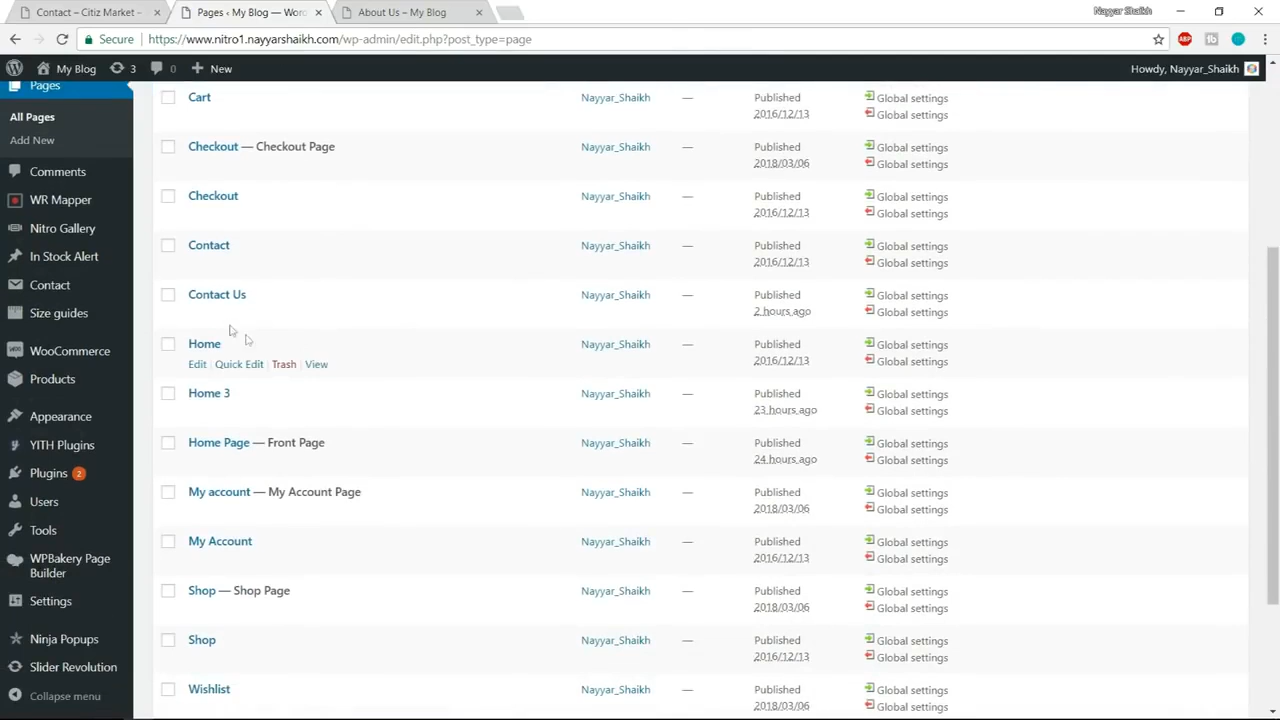 Contact – Citiz Market –
Pages ‹ My Blog — Wor
About Us – My Blog
Nayyar Shaikh
Secure
https://www.nitro1.nayyarshaikh.com/wp-admin/edit.php?post_type=page
My Blog
3
0
New
Howdy, Nayyar_Shaikh
Pages
All Pages
Add New
Comments
WR Mapper
Nitro Gallery
In Stock Alert
Contact
Size guides
WooCommerce
Products
Appearance
YITH Plugins
Plugins 2
Users
Tools
WPBakery Page
Builder
Settings
Ninja Popups
Slider Revolution
Collapse menu
Cart Nayyar_Shaikh — Published Global settings
2016/12/13 Global settings
Checkout — Checkout Page Nayyar_Shaikh — Published Global settings
2018/03/06 Global settings
Checkout Nayyar_Shaikh — Published Global settings
2016/12/13 Global settings
Contact Nayyar_Shaikh — Published Global settings
2016/12/13 Global settings
Contact Us Nayyar_Shaikh — Published Global settings
2 hours ago Global settings
Home Nayyar_Shaikh — Published Global settings
Edit | Quick Edit | Trash | View 2016/12/13 Global settings
Home 3 Nayyar_Shaikh — Published Global settings
23 hours ago Global settings
Home Page — Front Page Nayyar_Shaikh — Published Global settings
24 hours ago Global settings
My account — My Account Page Nayyar_Shaikh — Published Global settings
2018/03/06 Global settings
My Account Nayyar_Shaikh — Published Global settings
2016/12/13 Global settings
Shop — Shop Page Nayyar_Shaikh — Published Global settings
2018/03/06 Global settings
Shop Nayyar_Shaikh — Published Global settings
2016/12/13 Global settings
Wishlist Nayyar_Shaikh — Published Global settings
2018/03/06 Global settings